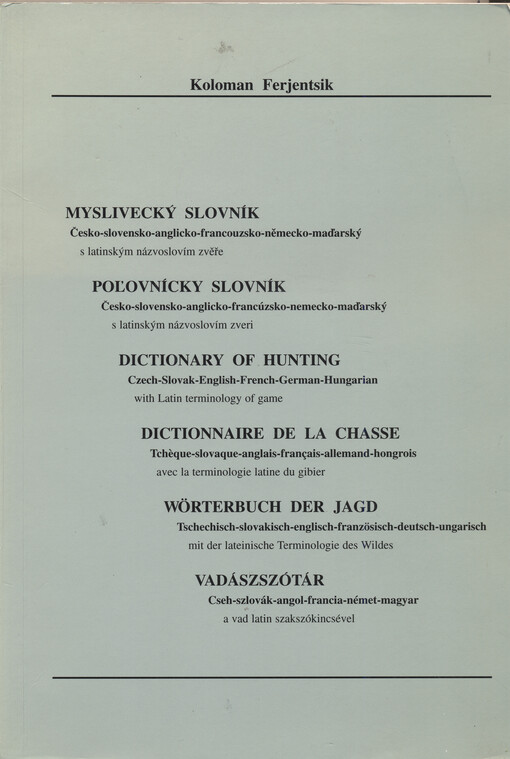 Koloman Ferjentsik
MYSLIVECKÝ SLOVNÍK
Česko-slovensko-anglicko-francouzsko-německo-maďarský
s latinským názvoslovím zvěře
POĽOVNÍCKY SLOVNÍK
Česko-slovensko-anglicko-francúzsko-nemecko-maďarský
s latinským názvoslovím zveri
DICTIONARY OF HUNTING
Czech-Slovak-English-French-German-Hungarian
with Latin terminology of game
DICTIONNAIRE DE LA CHASSE
Tchèque-slovaque-anglais-français-allemand-hongrois
avec la terminologie latine du gibier
WÖRTERBUCH DER JAGD
Tschechisch-slovakisch-englisch-französisch-deutsch-ungarisch
mit der lateinische Terminologie des Wildes
VADÁSZSZÓTÁR
Cseh-szlovák-angol-francia-német-magyar
a vad latin szakszókincsével